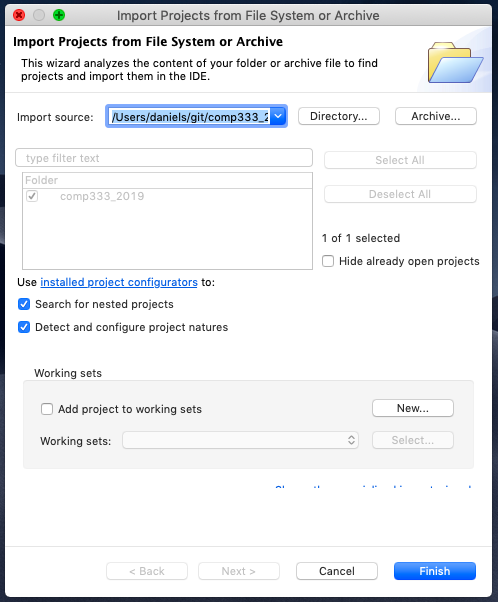 Import Projects from File System or Archive
Import Projects from File System or Archive
This wizard analyzes the content of your folder or archive file to find
projects and import them in the IDE.
Import source: /Users/daniels/git/comp333_2 Directory... Archive...
type filter text Select All
Folder
comp333_2019 Deselect All
1 of 1 selected
Hide already open projects
Use installed project configurators to:
Search for nested projects
Detect and configure project natures
Working sets
Add project to working sets New...
Working sets: Select...
< Back Next > Cancel Finish